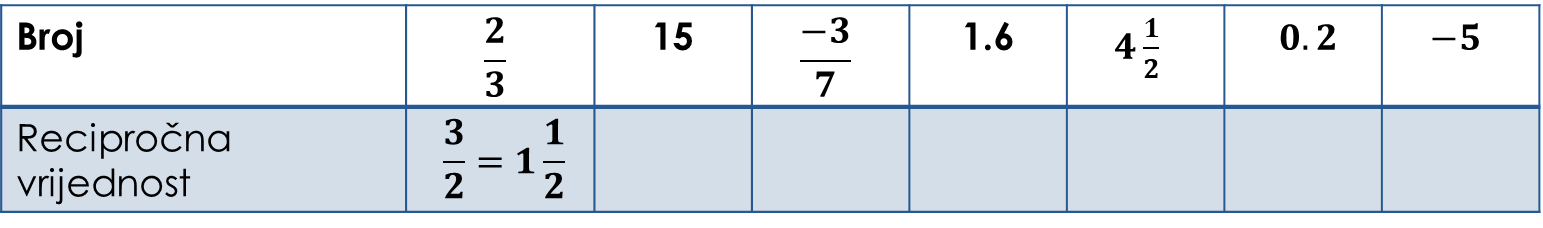 Broj 2/3 15 −3/7 1.6 4 1/2 0.2 −5
Recipročna
vrijednost 3/2 = 1 1/2